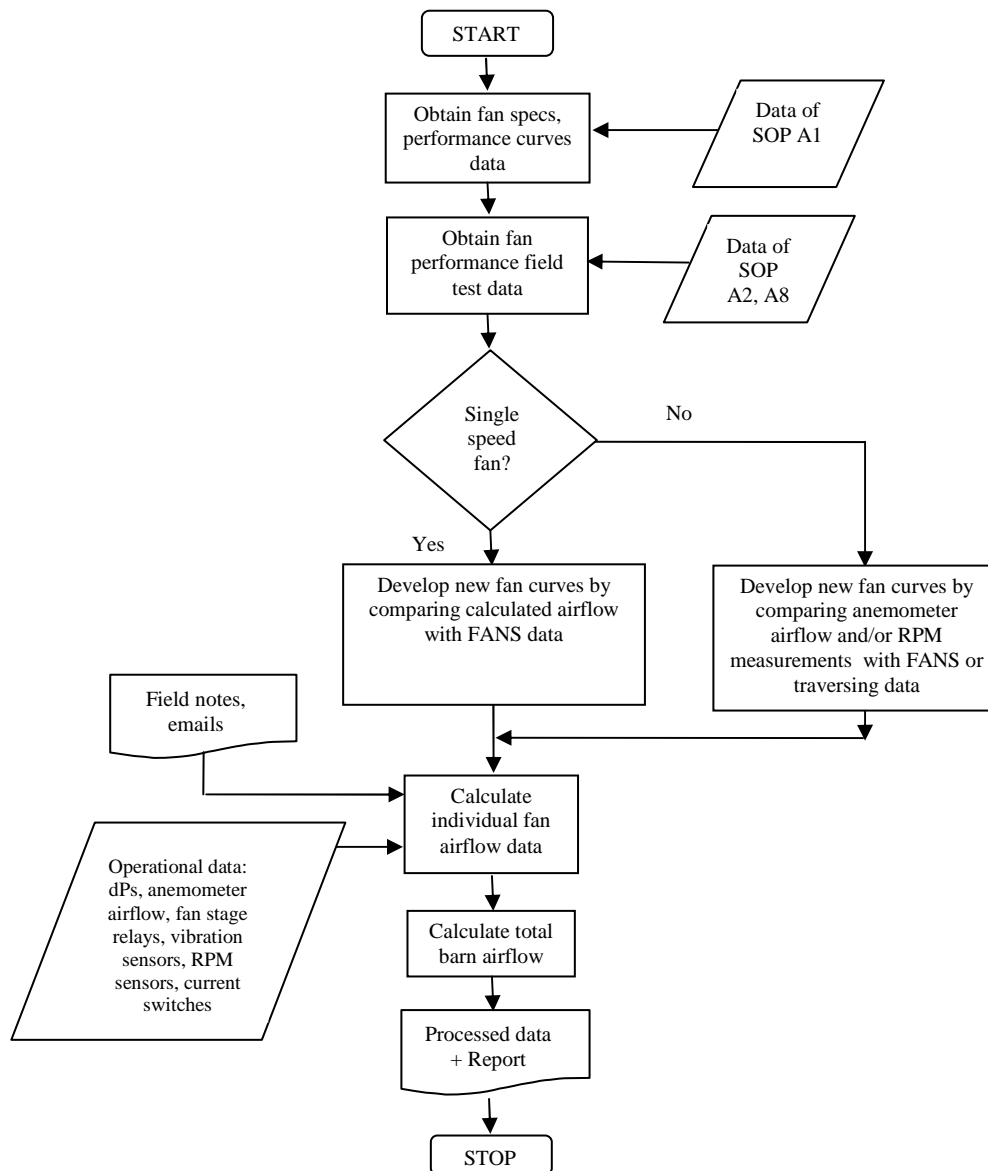 START
Obtain fan specs,
performance curves
data
Data of
SOP A1
Obtain fan
performance field
test data
Data of
SOP
A2, A8
Single
speed
fan?
No
Yes
Develop new fan curves by
comparing calculated airflow
with FANS data
Develop new fan curves by
comparing anemometer
airflow and/or RPM
measurements with FANS or
traversing data
Field notes,
emails
Calculate
individual fan
airflow data
Operational data:
dPs, anemometer
airflow, fan stage
relays, vibration
sensors, RPM
sensors, current
switches
Calculate total
barn airflow
Processed data
+ Report
STOP